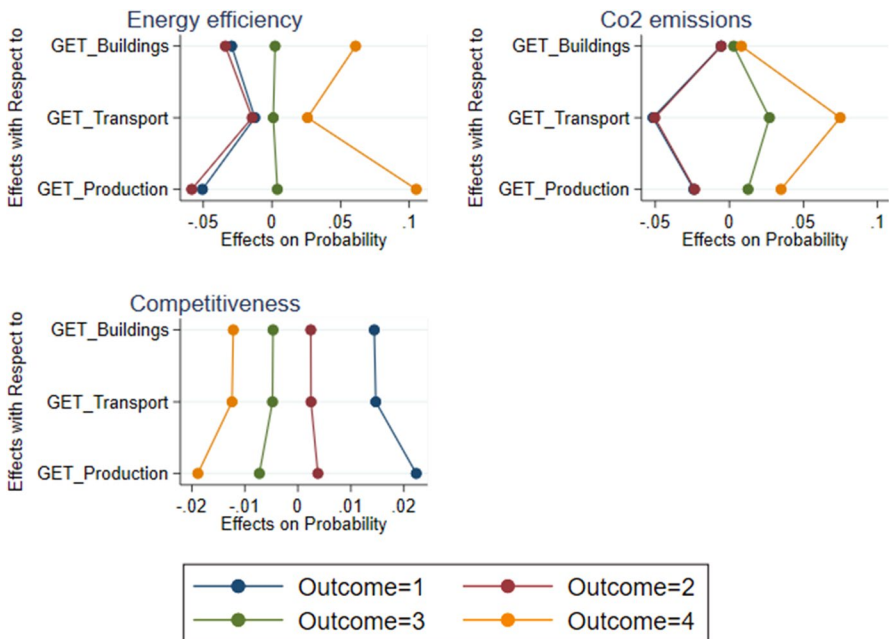 Energy efficiency
Effects with Respect to
GET_Buildings
GET_Transport
GET_Production
-.05 0 .05 .1
Effects on Probability
Co2 emissions
Effects with Respect to
GET_Buildings
GET_Transport
GET_Production
-.05 0 .05 .1
Effects on Probability
Competitiveness
Effects with Respect to
GET_Buildings
GET_Transport
GET_Production
-.02 -.01 0 .01 .02
Effects on Probability
Outcome=1 Outcome=2
Outcome=3 Outcome=4